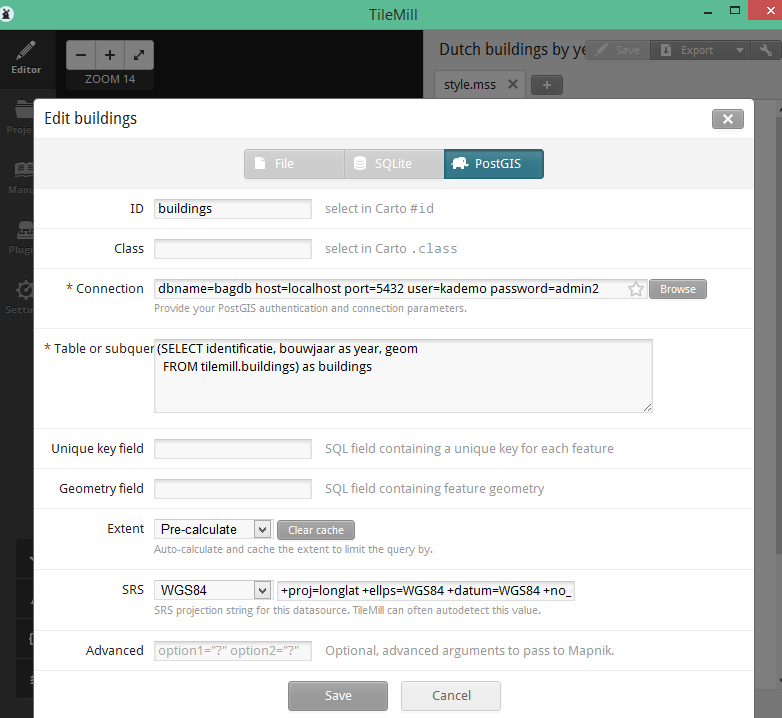 TileMill
Editor
ZOOM 14
Dutch buildings by ye
Save
Export
style.mss
Edit buildings
File
SQLite
PostGIS
ID
buildings
select in Carto #id
Class
select in Carto .class
* Connection
dbname=bagdb host=localhost port=5432 user=kademo password=admin2
Browse
Provide your PostGIS authentication and connection parameters.
* Table or subquer
(SELECT identificatie, bouwjaar as year, geom
FROM tilemill.buildings) as buildings
Unique key field
SQL field containing a unique key for each feature
Geometry field
SQL field containing feature geometry
Extent
Pre-calculate
Clear cache
Auto-calculate and cache the extent to limit the query by.
SRS
WGS84
+proj=longlat +ellps=WGS84 +datum=WGS84 +no_
SRS projection string for this datasource. TileMill can often autodetect this value.
Advanced
option1="?" option2="?"
Optional, advanced arguments to pass to Mapnik.
Save
Cancel